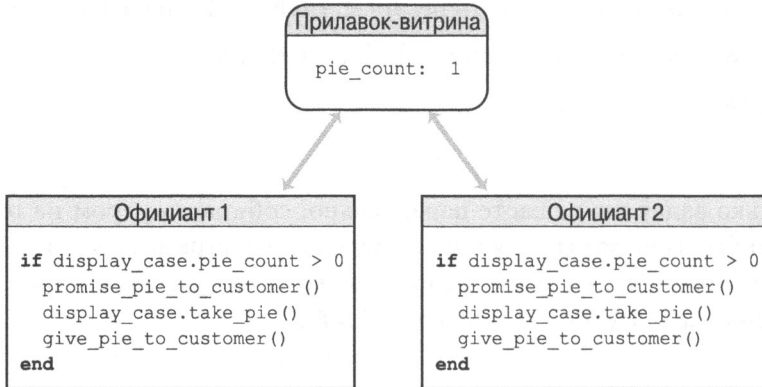 Прилавок-витрина
pie_count:  1
Официант 1
if display_case.pie_count > 0
  promise_pie_to_customer()
  display_case.take_pie()
  give_pie_to_customer()
end
Официант 2
if display_case.pie_count > 0
  promise_pie_to_customer()
  display_case.take_pie()
  give_pie_to_customer()
end